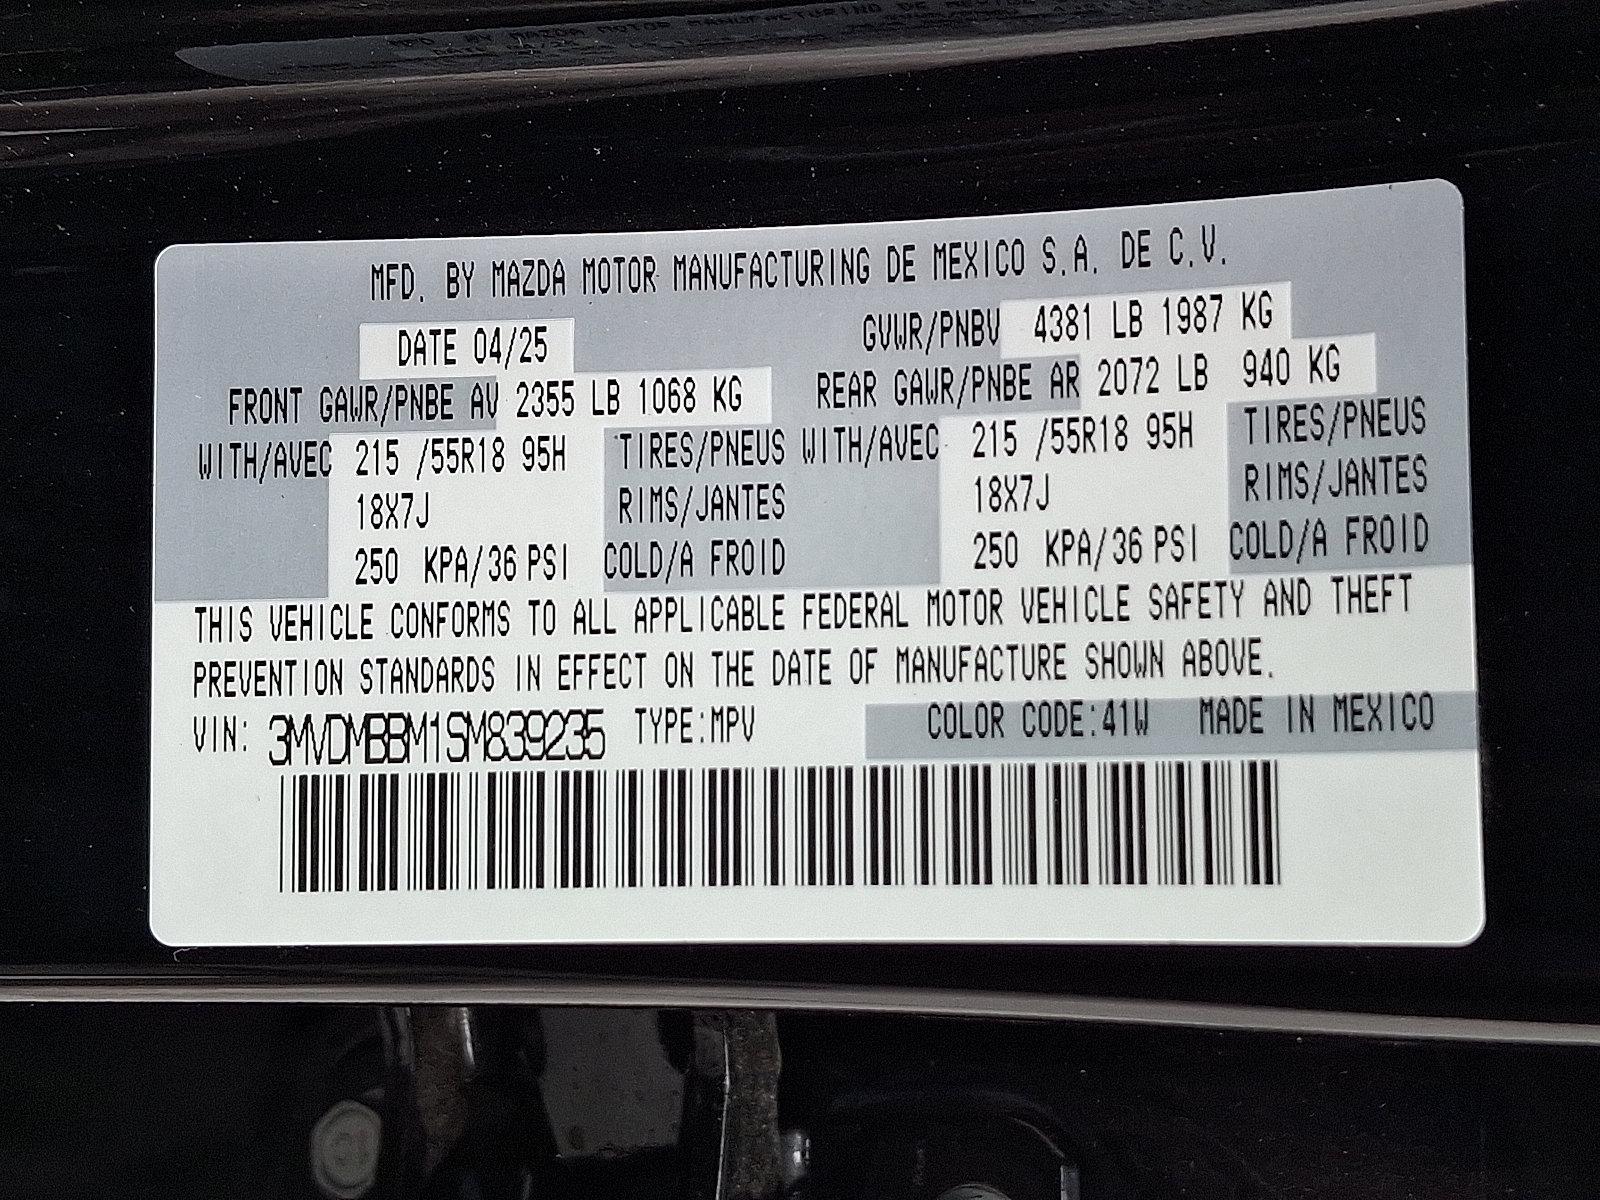 MFD. BY MAZDA MOTOR MANUFACTURING DE MEXICO S.A. DE C.V.
DATE 04/25 GVWR/PNBV 4381 LB 1987 KG
FRONT GAWR/PNBE AV 2355 LB 1068 KG REAR GAWR/PNBE AR 2072 LB 940 KG
WITH/AVEC 215 /55R18 95H TIRES/PNEUS WITH/AVEC 215 /55R18 95H TIRES/PNEUS
18X7J RIMS/JANTES 18X7J RIMS/JANTES
250 KPA/36 PSI COLD/A FROID 250 KPA/36 PSI COLD/A FROID
THIS VEHICLE CONFORMS TO ALL APPLICABLE FEDERAL MOTOR VEHICLE SAFETY AND THEFT
PREVENTION STANDARDS IN EFFECT ON THE DATE OF MANUFACTURE SHOWN ABOVE.
VIN: 3MVDMBBM1SM839235 TYPE:MPV COLOR CODE:41W MADE IN MEXICO